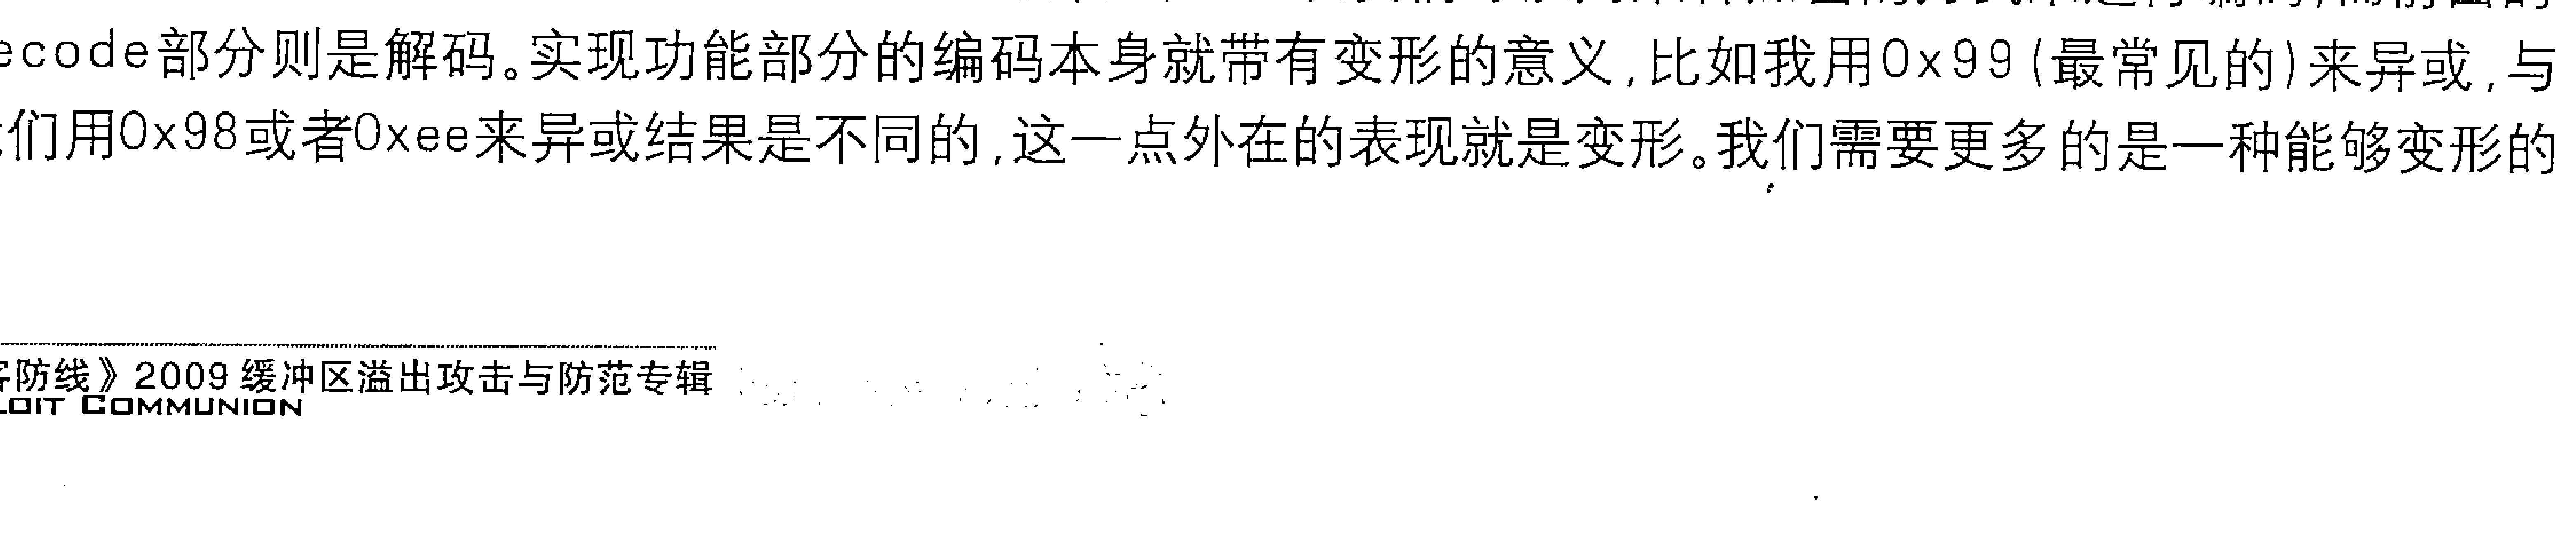 ecode部分则是解码。实现功能部分的编码本身就带有变形的意义,比如我用0x99(最常见的)来异或,与
们用0x98或者0xee来异或结果是不同的,这一点外在的表现就是变形。我们需要更多的是一种能够变形的
防线》2009缓冲区溢出攻击与防范专辑
OIT COMMUNION